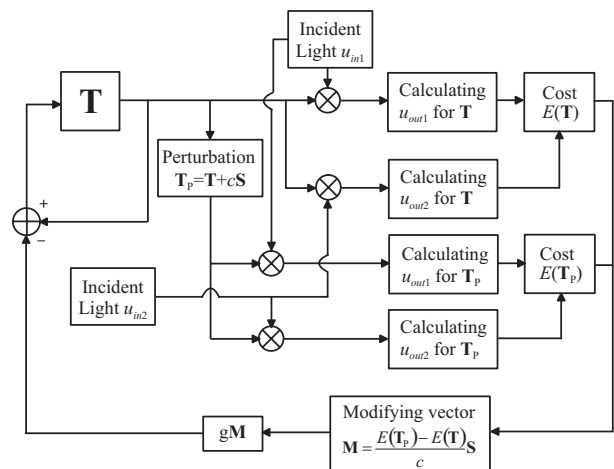 Incident
Light u_in1
T
Calculating
u_out1 for T
Cost
E(T)
Perturbation
T_P=T+cS
Calculating
u_out2 for T
+
−
Calculating
u_out1 for T_P
Cost
E(T_P)
Incident
Light u_in2
Calculating
u_out2 for T_P
gM
Modifying vector
M = E(T_P) − E(T)
c
S